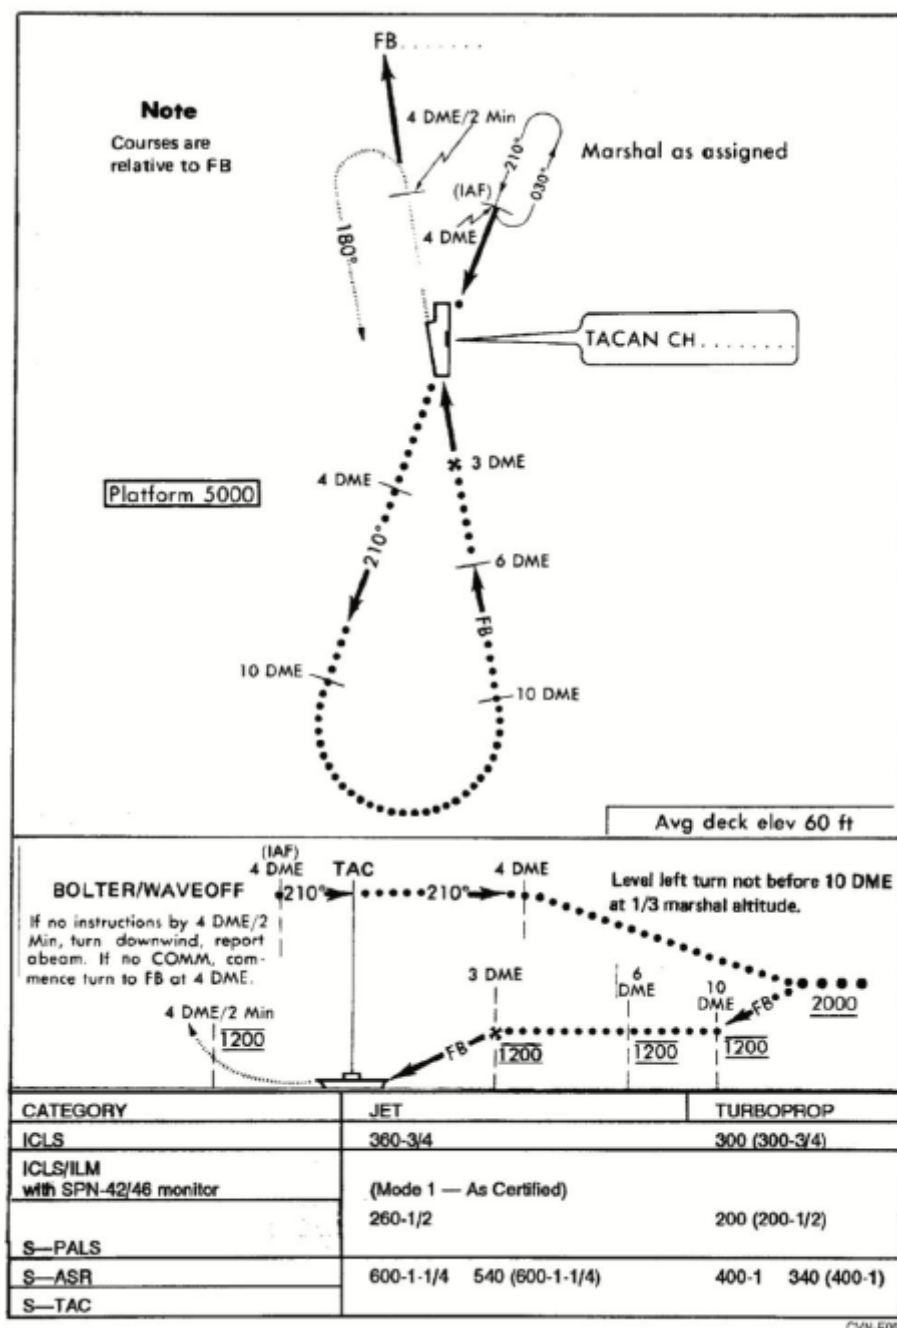 FB........
Note
Courses are
relative to FB
4 DME/2 Min
210°
030°
Marshal as assigned
(IAF)
4 DME
180°
TACAN CH........
3 DME
4 DME
Platform 5000
210°
6 DME
FB
10 DME
10 DME
Avg deck elev 60 ft
BOLTER/WAVEOFF
If no instructions by 4 DME/2
Min, turn downwind, report
abeam. If no COMM, com-
mence turn to FB at 4 DME.
(IAF)
4 DME
TAC
4 DME
210°
210°
Level left turn not before 10 DME
at 1/3 marshal altitude.
3 DME
6
DME
10
DME
FB
2000
4 DME/2 Min
1200
FB
1200
1200
1200
CATEGORY JET TURBOPROP
ICLS 360-3/4 300 (300-3/4)
ICLS/ILM
with SPN-42/46 monitor (Mode 1 — As Certified)
260-1/2 200 (200-1/2)
S—PALS
S—ASR 600-1-1/4 540 (600-1-1/4) 400-1 340 (400-1)
S—TAC